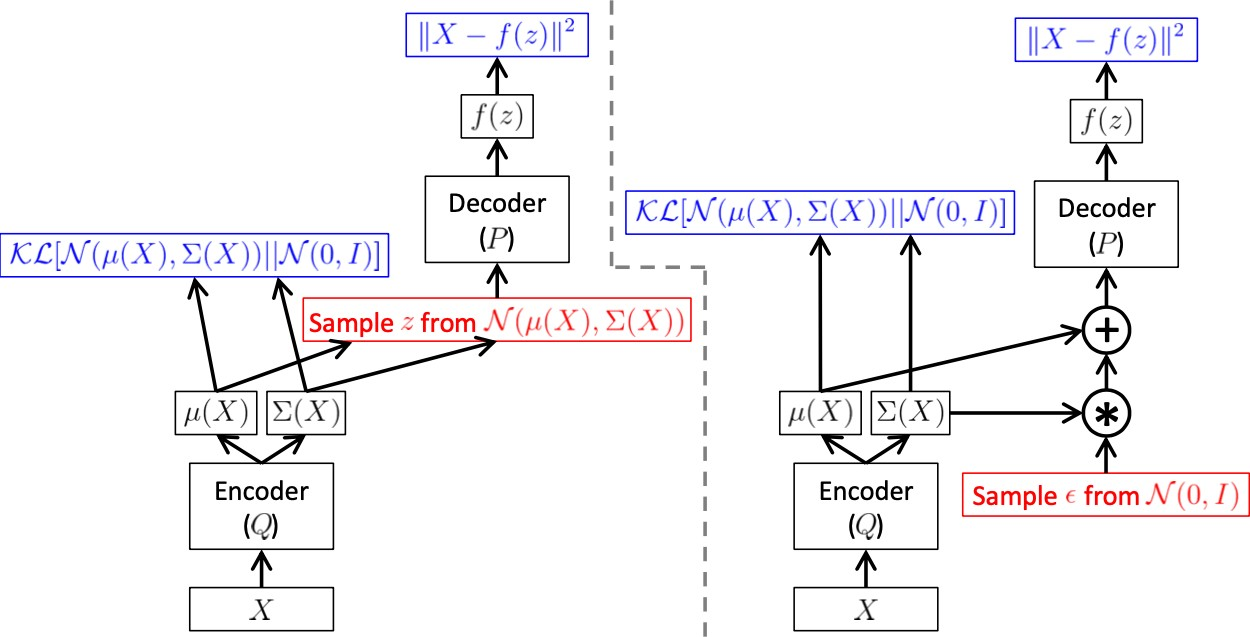 ‖X − f(z)‖²
f(z)
Decoder
(P)
𝒦ℒ[𝒩(μ(X), Σ(X))||𝒩(0, I)]
Sample z from 𝒩(μ(X), Σ(X))
μ(X)
Σ(X)
Encoder
(Q)
X
‖X − f(z)‖²
f(z)
Decoder
(P)
𝒦ℒ[𝒩(μ(X), Σ(X))||𝒩(0, I)]
+
μ(X)
Σ(X)
*
Sample ϵ from 𝒩(0, I)
Encoder
(Q)
X